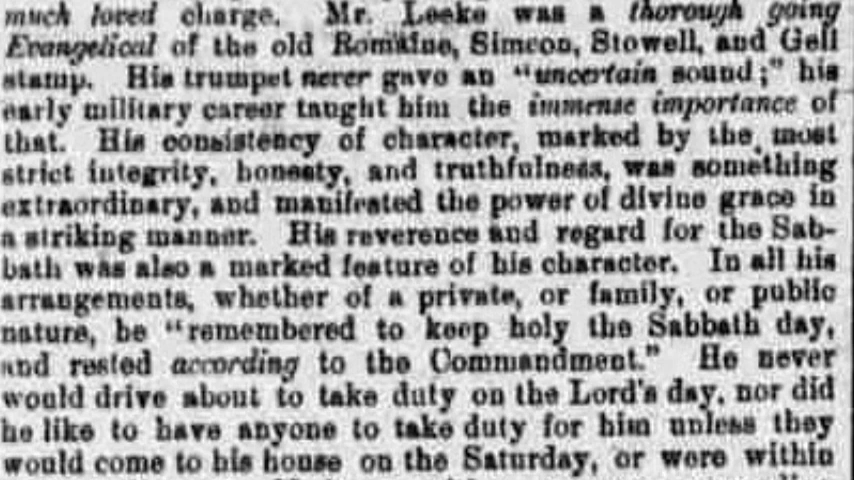 much loved charge. Mr. Leeke was a thorough going
Evangelical of the old Romaine, Simeon, Stowell, and Gell
stamp. His trumpet never gave an "uncertain sound;" his
early military career taught him the immense importance of
that. His consistency of character, marked by the most
strict integrity, honesty, and truthfulness, was something
extraordinary, and manifested the power of divine grace in
a striking manner. His reverence and regard for the Sab-
bath was also a marked feature of his character. In all his
arrangements, whether of a private, or family, or public
nature, he "remembered to keep holy the Sabbath day,
and rested according to the Commandment." He never
would drive about to take duty on the Lord's day, nor did
he like to have anyone to take duty for him unless they
would come to his house on the Saturday, or were within